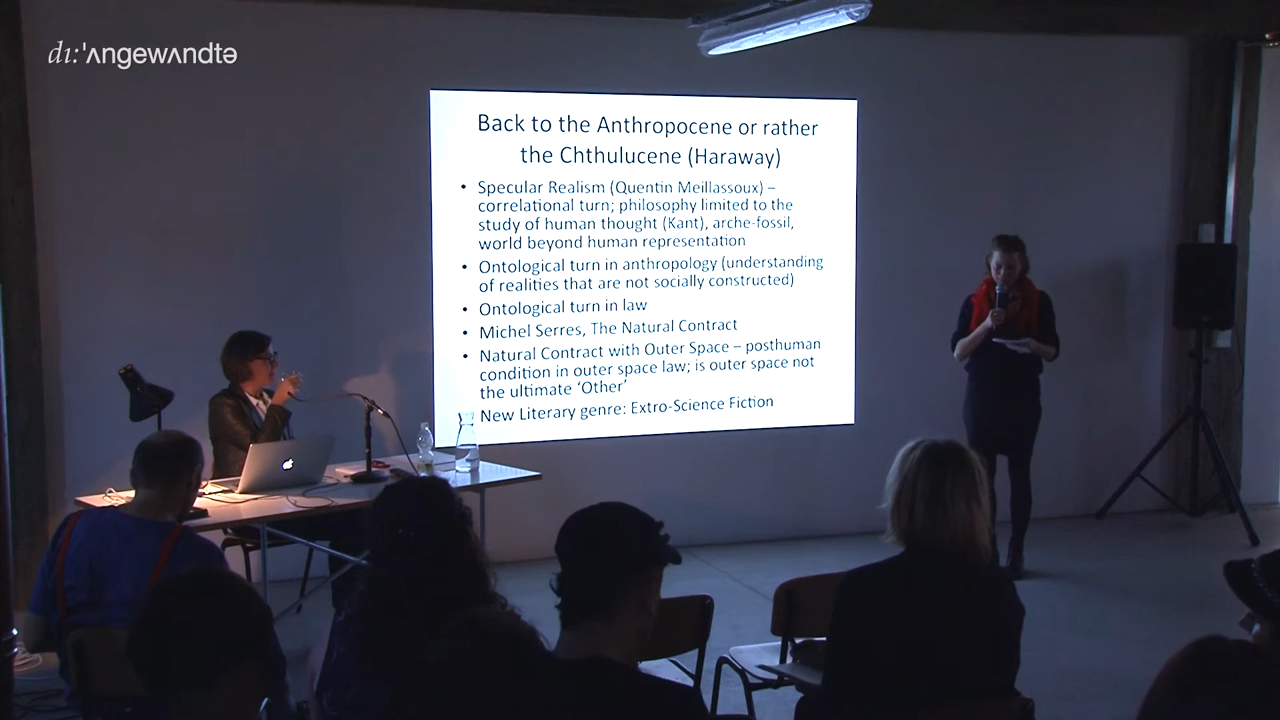 dı:ˈʌngewʌndtə
Back to the Anthropocene or rather
the Chthulucene (Haraway)
• Specular Realism (Quentin Meillassoux) –
correlational turn; philosophy limited to the
study of human thought (Kant), arche-fossil,
world beyond human representation
• Ontological turn in anthropology (understanding
of realities that are not socially constructed)
• Ontological turn in law
• Michel Serres, The Natural Contract
• Natural Contract with Outer Space – posthuman
condition in outer space law; is outer space not
the ultimate ‘Other’
New Literary genre: Extro-Science Fiction